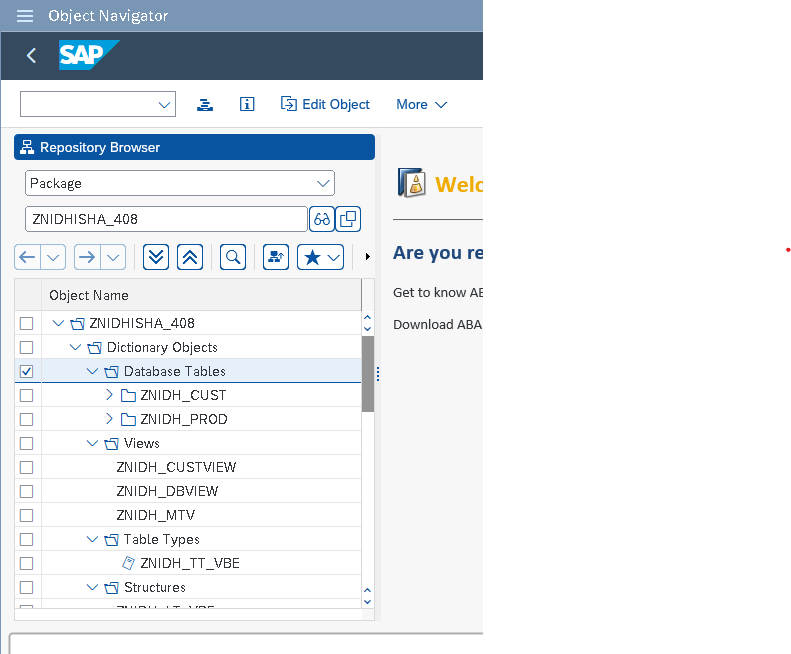 Object Navigator
SAP
Edit Object More
Repository Browser
Package
ZNIDHISHA_408
Object Name
ZNIDHISHA_408
Dictionary Objects
Database Tables
ZNIDH_CUST
ZNIDH_PROD
Views
ZNIDH_CUSTVIEW
ZNIDH_DBVIEW
ZNIDH_MTV
Table Types
ZNIDH_TT_VBE
Structures
Welc
Are you re
Get to know AB
Download ABA